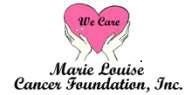 We Care
Marie Louise
Cancer Foundation, Inc.